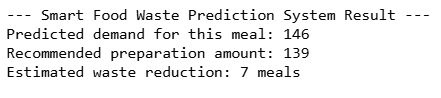 --- Smart Food Waste Prediction System Result ---
Predicted demand for this meal: 146
Recommended preparation amount: 139
Estimated waste reduction: 7 meals